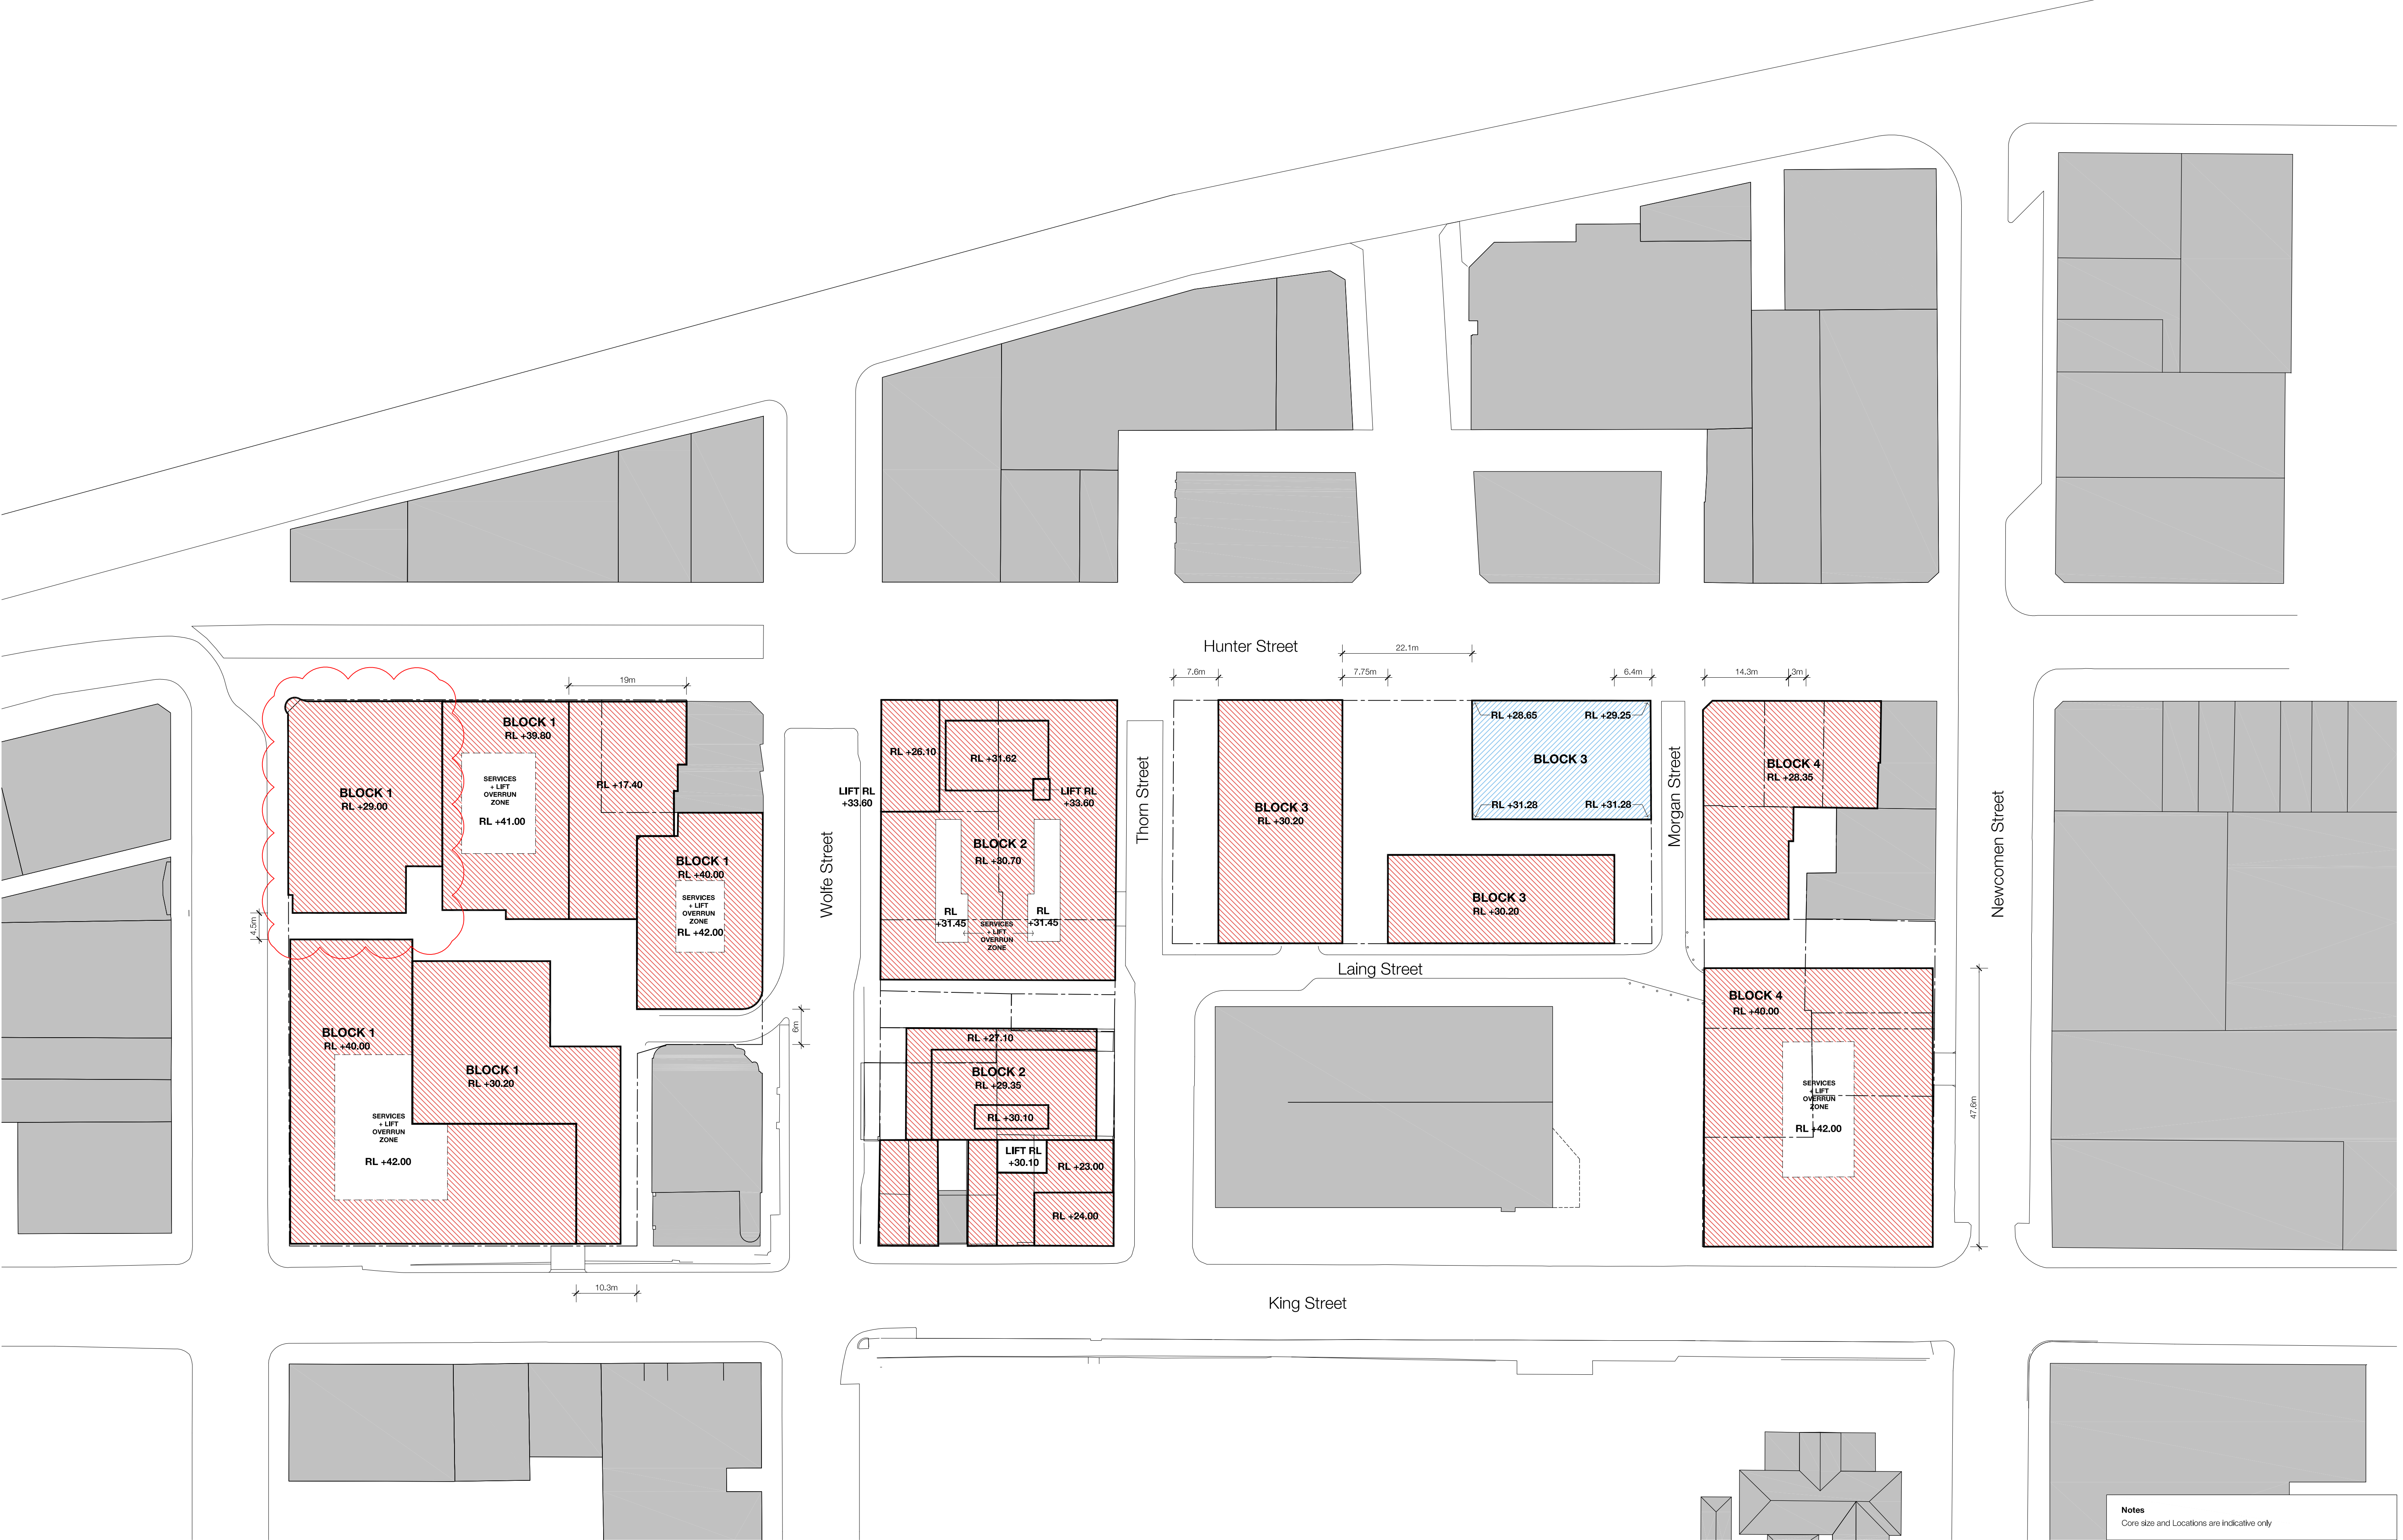 Hunter Street
22.1m
7.6m
7.75m
6.4m
14.3m
3m
19m
BLOCK 1
RL +39.80
SERVICES
+ LIFT
OVERRUN
ZONE
RL +41.00
BLOCK 1
RL +29.00
RL +17.40
BLOCK 1
RL +40.00
SERVICES
+ LIFT
OVERRUN
ZONE
RL +42.00
4.5m
6m
BLOCK 1
RL +40.00
BLOCK 1
RL +30.20
SERVICES
+ LIFT
OVERRUN
ZONE
RL +42.00
10.3m
Wolfe Street
RL +26.10
RL +31.62
LIFT RL
+33.60
LIFT RL
+33.60
BLOCK 2
RL +30.70
RL
+31.45
RL
+31.45
SERVICES
+ LIFT
OVERRUN
ZONE
RL +27.10
BLOCK 2
RL +29.35
RL +30.10
LIFT RL
+30.10
RL +23.00
RL +24.00
Thorn Street
BLOCK 3
RL +30.20
RL +28.65
RL +29.25
BLOCK 3
RL +31.28
RL +31.28
BLOCK 3
RL +30.20
Laing Street
Morgan Street
BLOCK 4
RL +28.35
BLOCK 4
RL +40.00
SERVICES
+ LIFT
OVERRUN
ZONE
RL +42.00
47.6m
Newcomen Street
King Street
Notes
Core size and Locations are indicative only